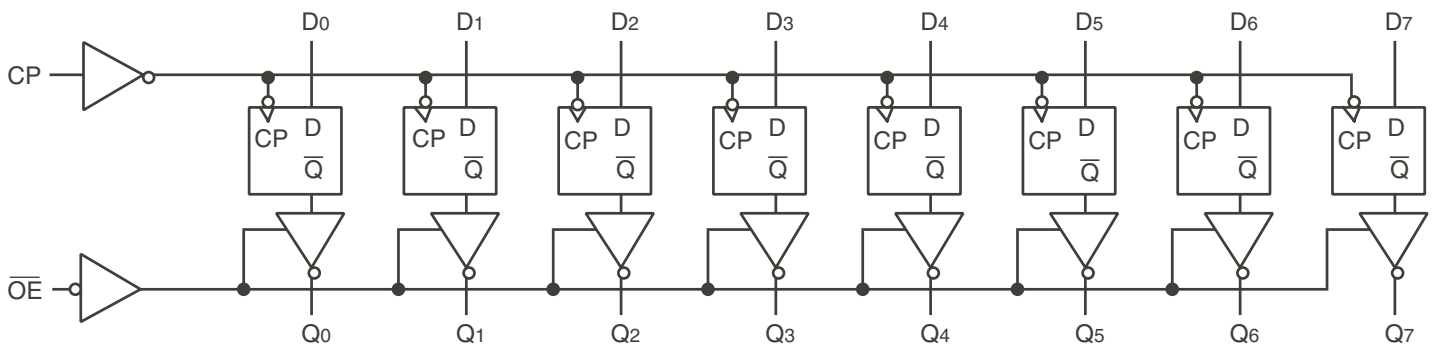 D0 D1 D2 D3 D4 D5 D6 D7
CP
CP D CP D CP D CP D CP D CP D CP D CP D
Q̅ Q̅ Q̅ Q̅ Q̅ Q̅ Q̅ Q̅
O̅E̅
Q0 Q1 Q2 Q3 Q4 Q5 Q6 Q7